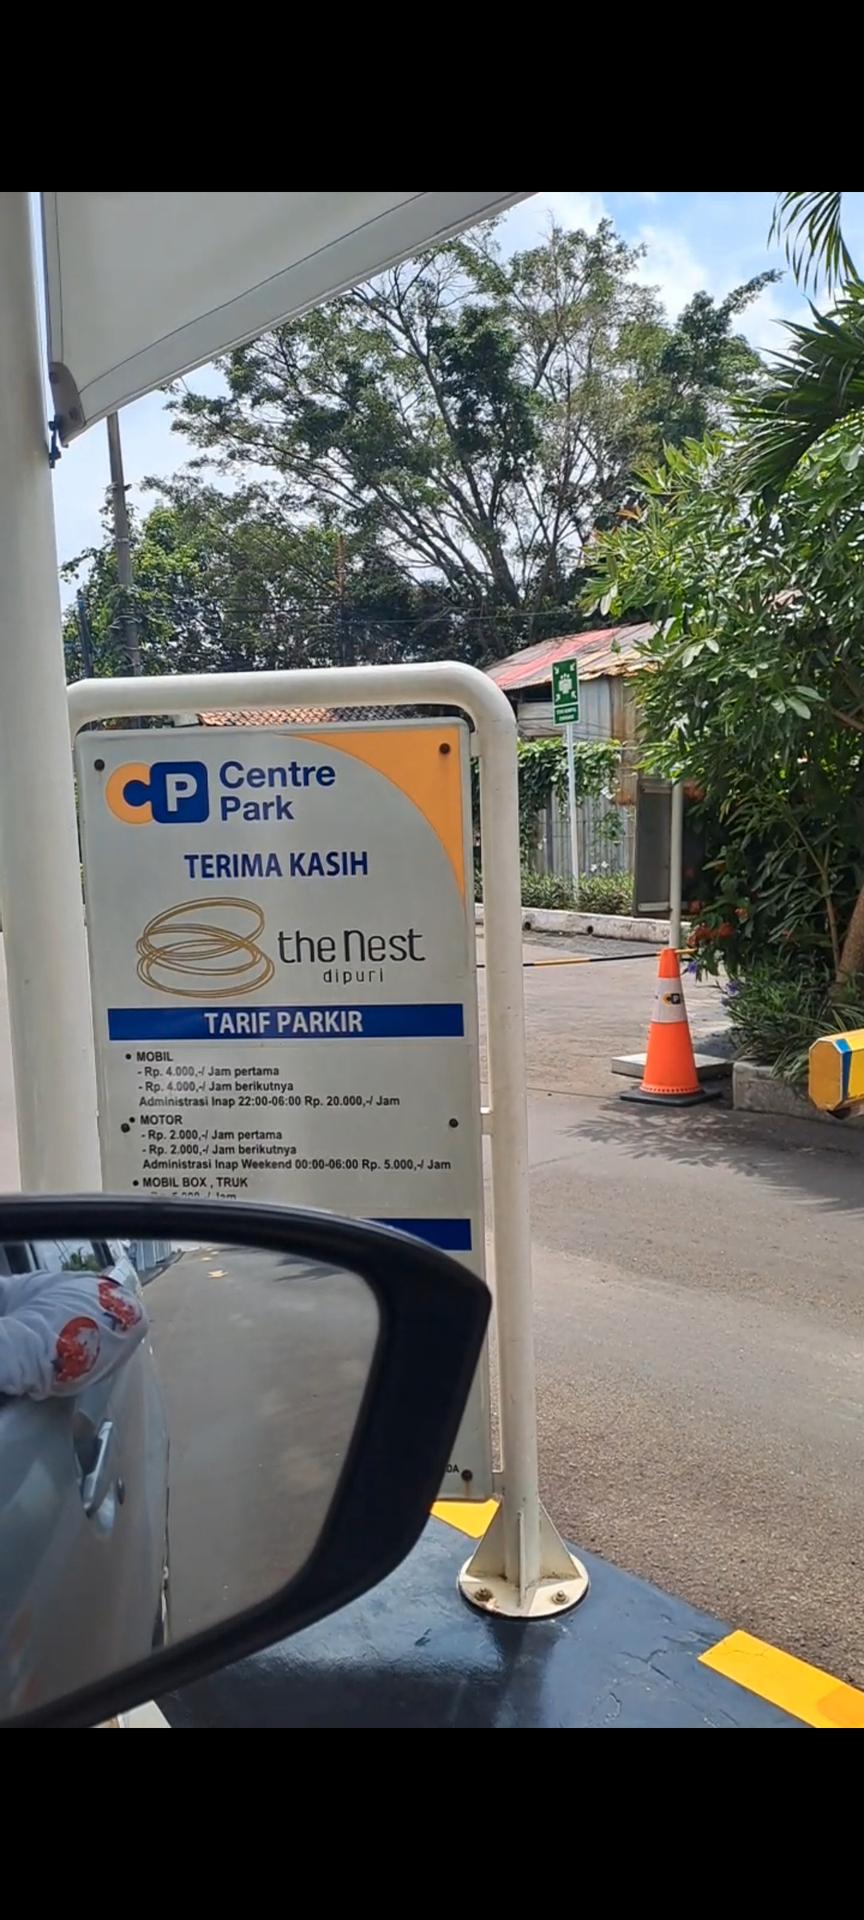 CP Centre
Park
TERIMA KASIH
the nest
dipuri
TARIF PARKIR
• MOBIL
- Rp. 4.000,-/ Jam pertama
- Rp. 4.000,-/ Jam berikutnya
Administrasi Inap 22:00-06:00 Rp. 20.000,-/ Jam
• MOTOR
- Rp. 2.000,-/ Jam pertama
- Rp. 2.000,-/ Jam berikutnya
Administrasi Inap Weekend 00:00-06:00 Rp. 5.000,-/ Jam
• MOBIL BOX , TRUK